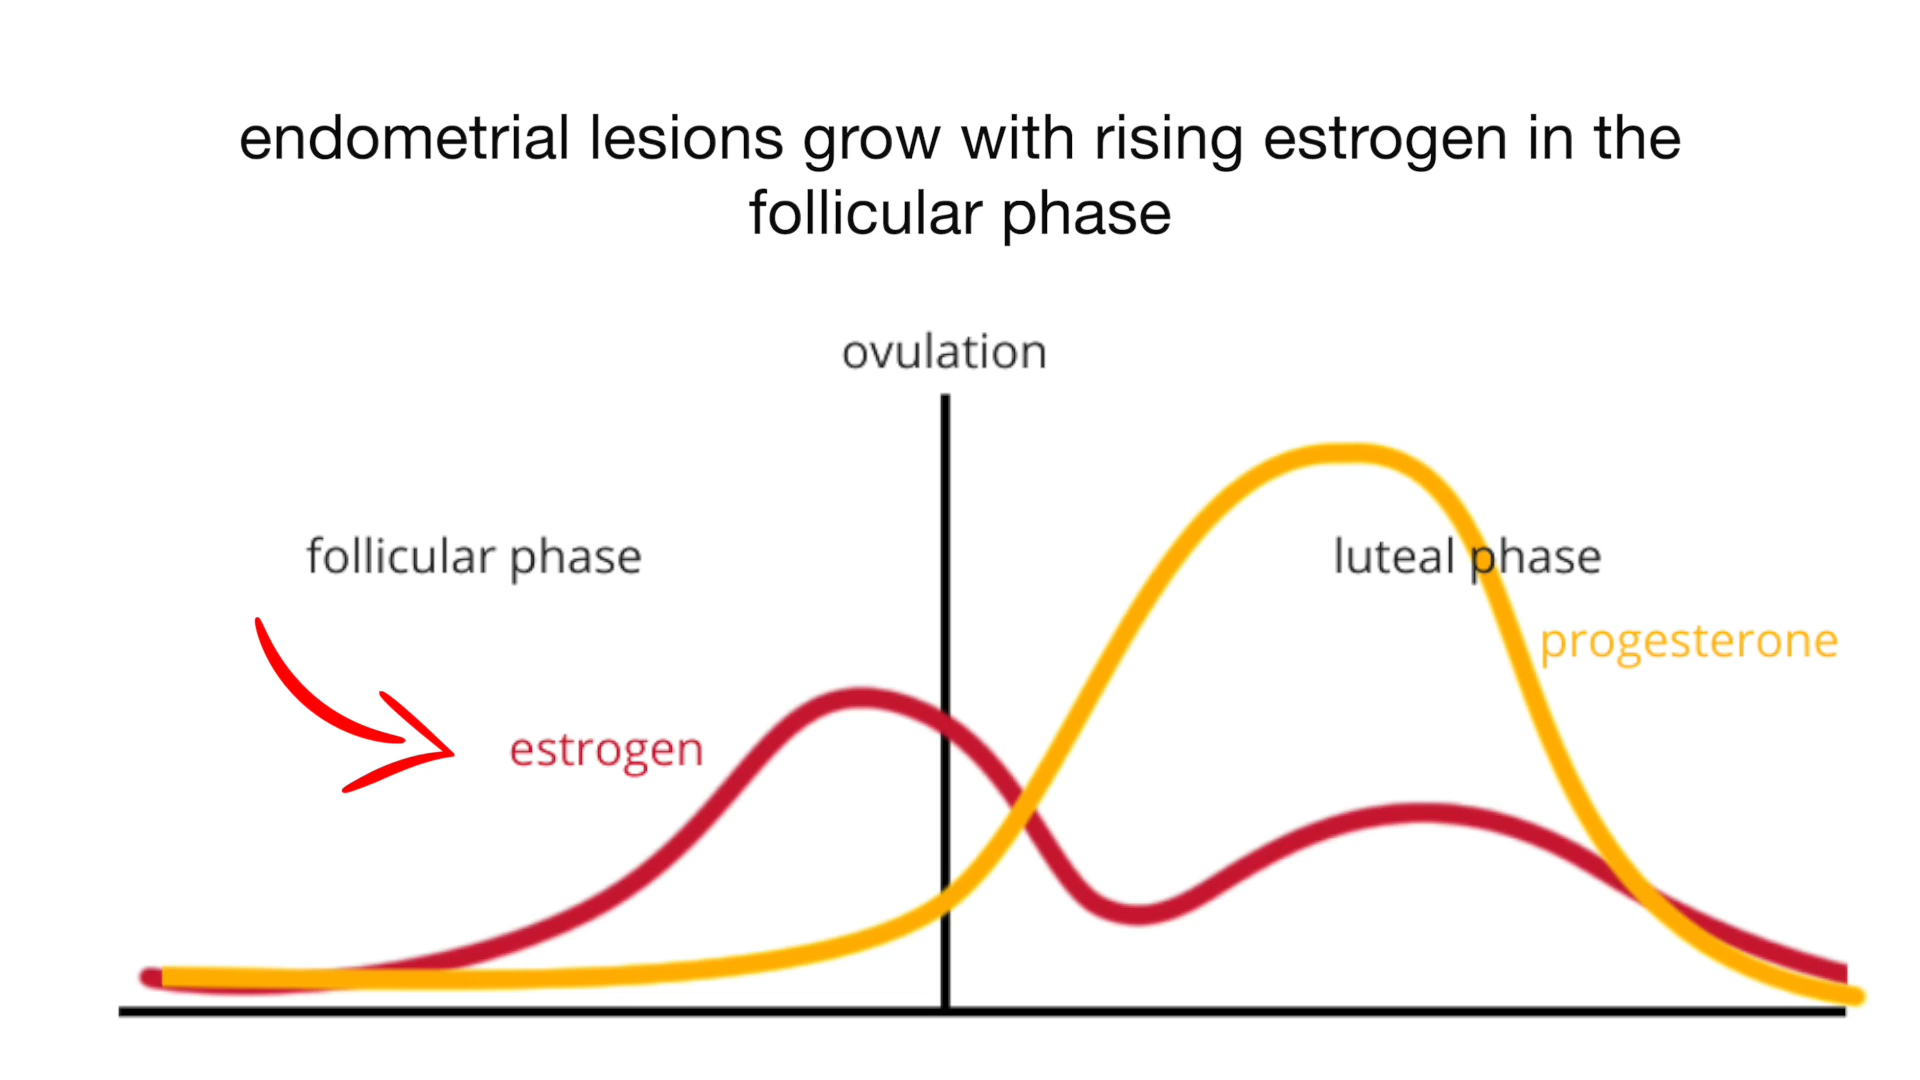 endometrial lesions grow with rising estrogen in the
follicular phase
ovulation
follicular phase
luteal phase
progesterone
estrogen